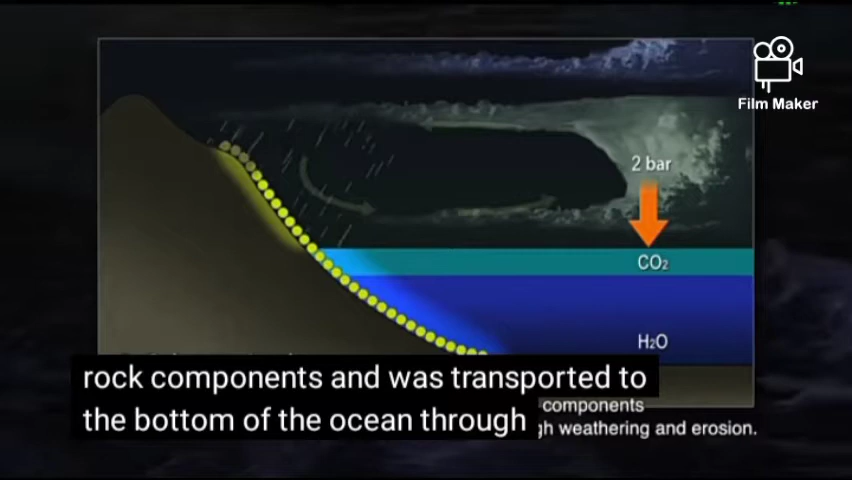 Film Maker
2 bar
CO₂
H₂O
rock components and was transported to
the bottom of the ocean through
components
gh weathering and erosion.